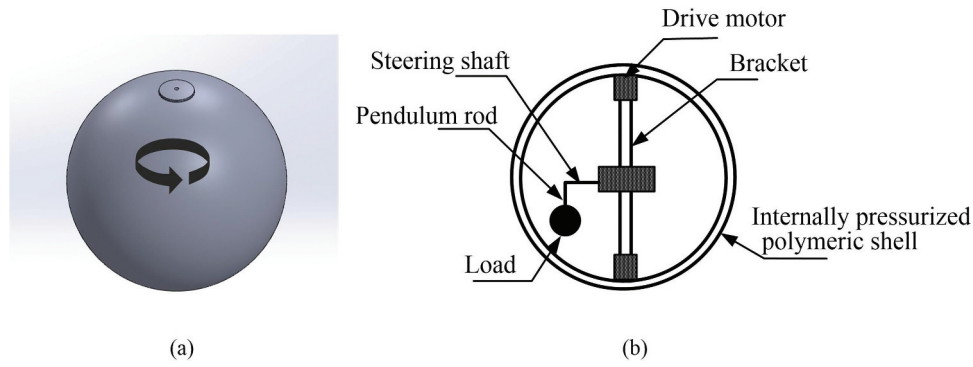 Drive motor
Steering shaft
Bracket
Pendulum rod
Internally pressurized
polymeric shell
Load
(a)
(b)